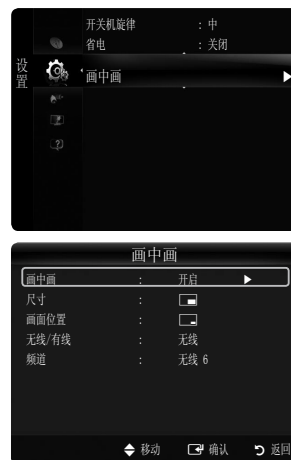 开关机旋律 : 中
省电 : 关闭
设置
画中画
画中画
画中画 : 开启
尺寸 :
画面位置 :
无线/有线 : 无线
频道 : 无线 6
移动 确认 返回